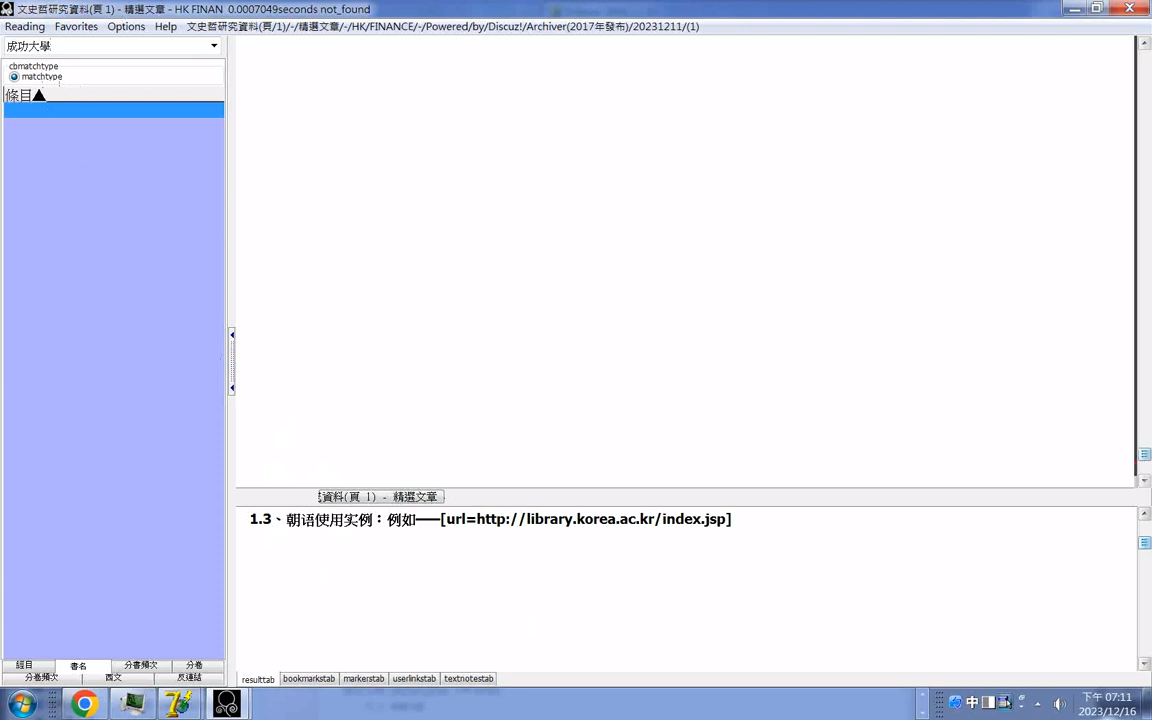 文史哲研究資料(頁 1) - 精選文章 - HK FINAN 0.0007049seconds not_found
Reading Favorites Options Help 文史哲研究資料(頁/1)/-/精選文章/-/HK/FINANCE/-/Powered/by/Discuz!/Archiver(2017年發布)/20231211/(1)
成功大學
cbmatchtype
matchtype
條目▲
資料(頁 1) - 精選文章
1.3、朝语使用实例：例如──[url=http://library.korea.ac.kr/index.jsp]
經目 書名 分書頻次 分卷
分卷頻次 西文 反連結
resulttab bookmarkstab markerstab userlinkstab textnotestab
中
下午 07:11
2023/12/16